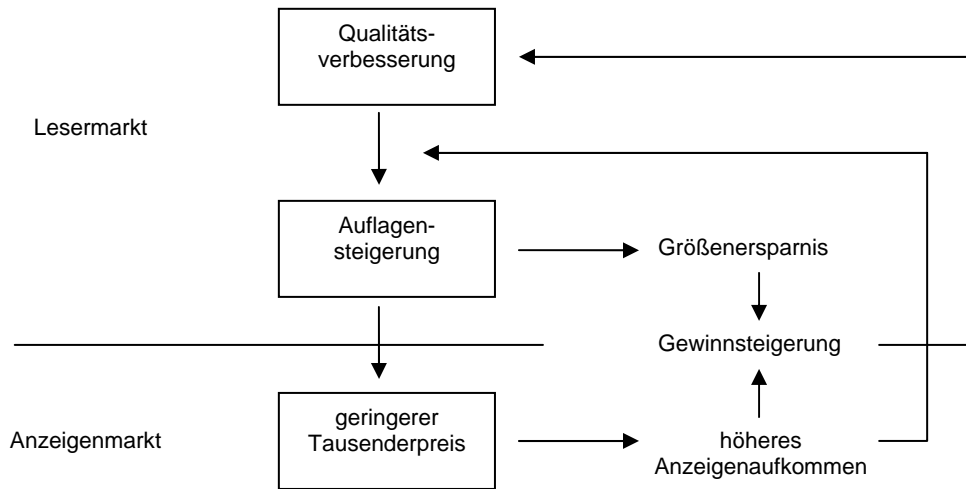 Qualitäts-
verbesserung
Lesermarkt
Auflagen-
steigerung
Größenersparnis
Gewinnsteigerung
Anzeigenmarkt
geringerer
Tausenderpreis
höheres
Anzeigenaufkommen